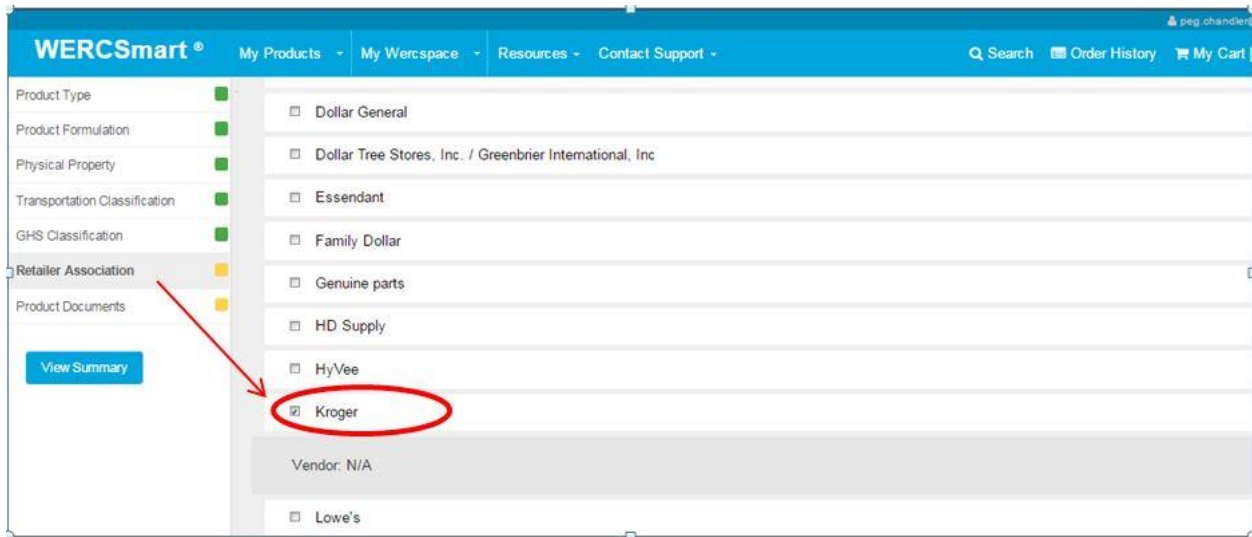 peg.chandler
WERCSmart ®
My Products
My Wercspace
Resources
Contact Support
Search
Order History
My Cart
Product Type
Product Formulation
Physical Property
Transportation Classification
GHS Classification
Retailer Association
Product Documents
View Summary
Dollar General
Dollar Tree Stores, Inc. / Greenbrier International, Inc
Essendant
Family Dollar
Genuine parts
HD Supply
HyVee
Kroger
Vendor: N/A
Lowe's